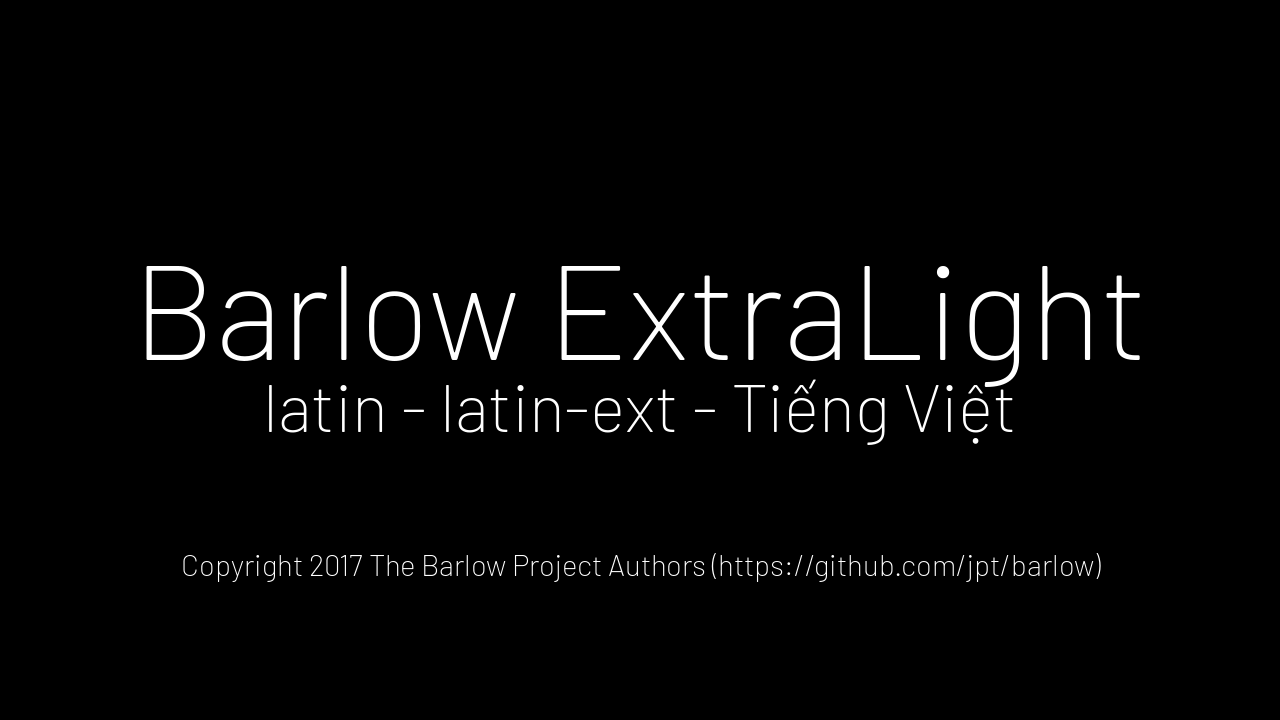 Barlow ExtraLight
latin - latin-ext - Tiếng Việt
Copyright 2017 The Barlow Project Authors (https://github.com/jpt/barlow)